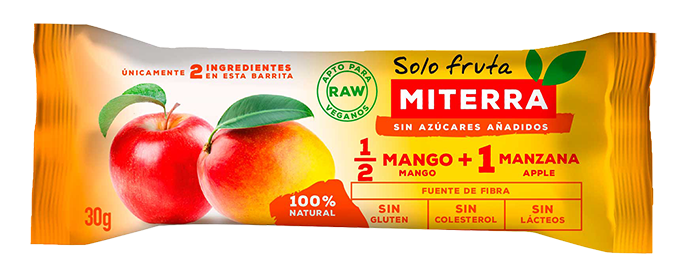 ÚNICAMENTE 2 INGREDIENTES
EN ESTA BARRITA
APTO PARA
RAW
VEGANOS
Solo fruta
MITERRA
SIN AZÚCARES AÑADIDOS
1/2 MANGO + 1 MANZANA
MANGO APPLE
FUENTE DE FIBRA
SIN GLUTEN
SIN COLESTEROL
SIN LÁCTEOS
100%
NATURAL
30g